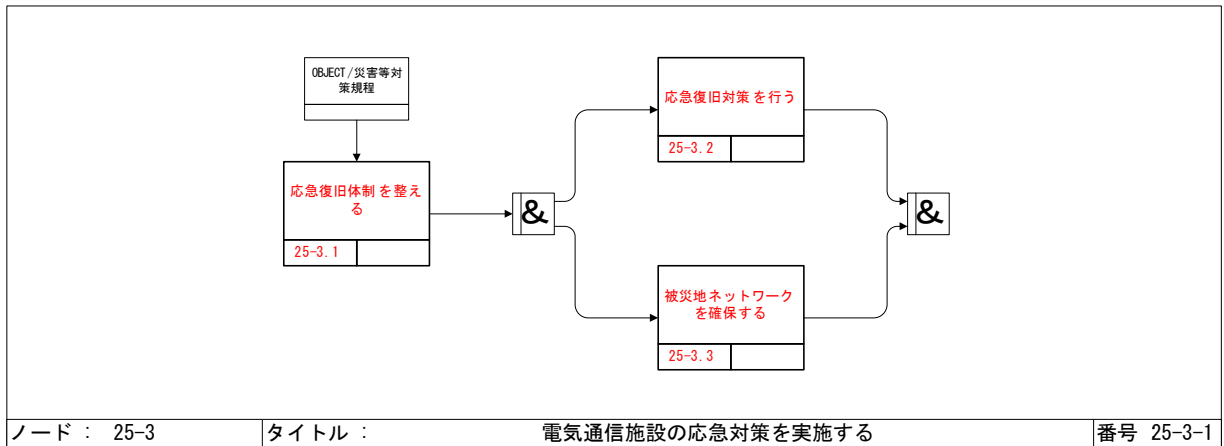 OBJECT/災害等対
策規程
応急復旧体制を整え
る
25-3.1
&
応急復旧対策を行う
25-3.2
被災地ネットワーク
を確保する
25-3.3
&
ノード： 25-3
タイトル： 電気通信施設の応急対策を実施する
番号 25-3-1